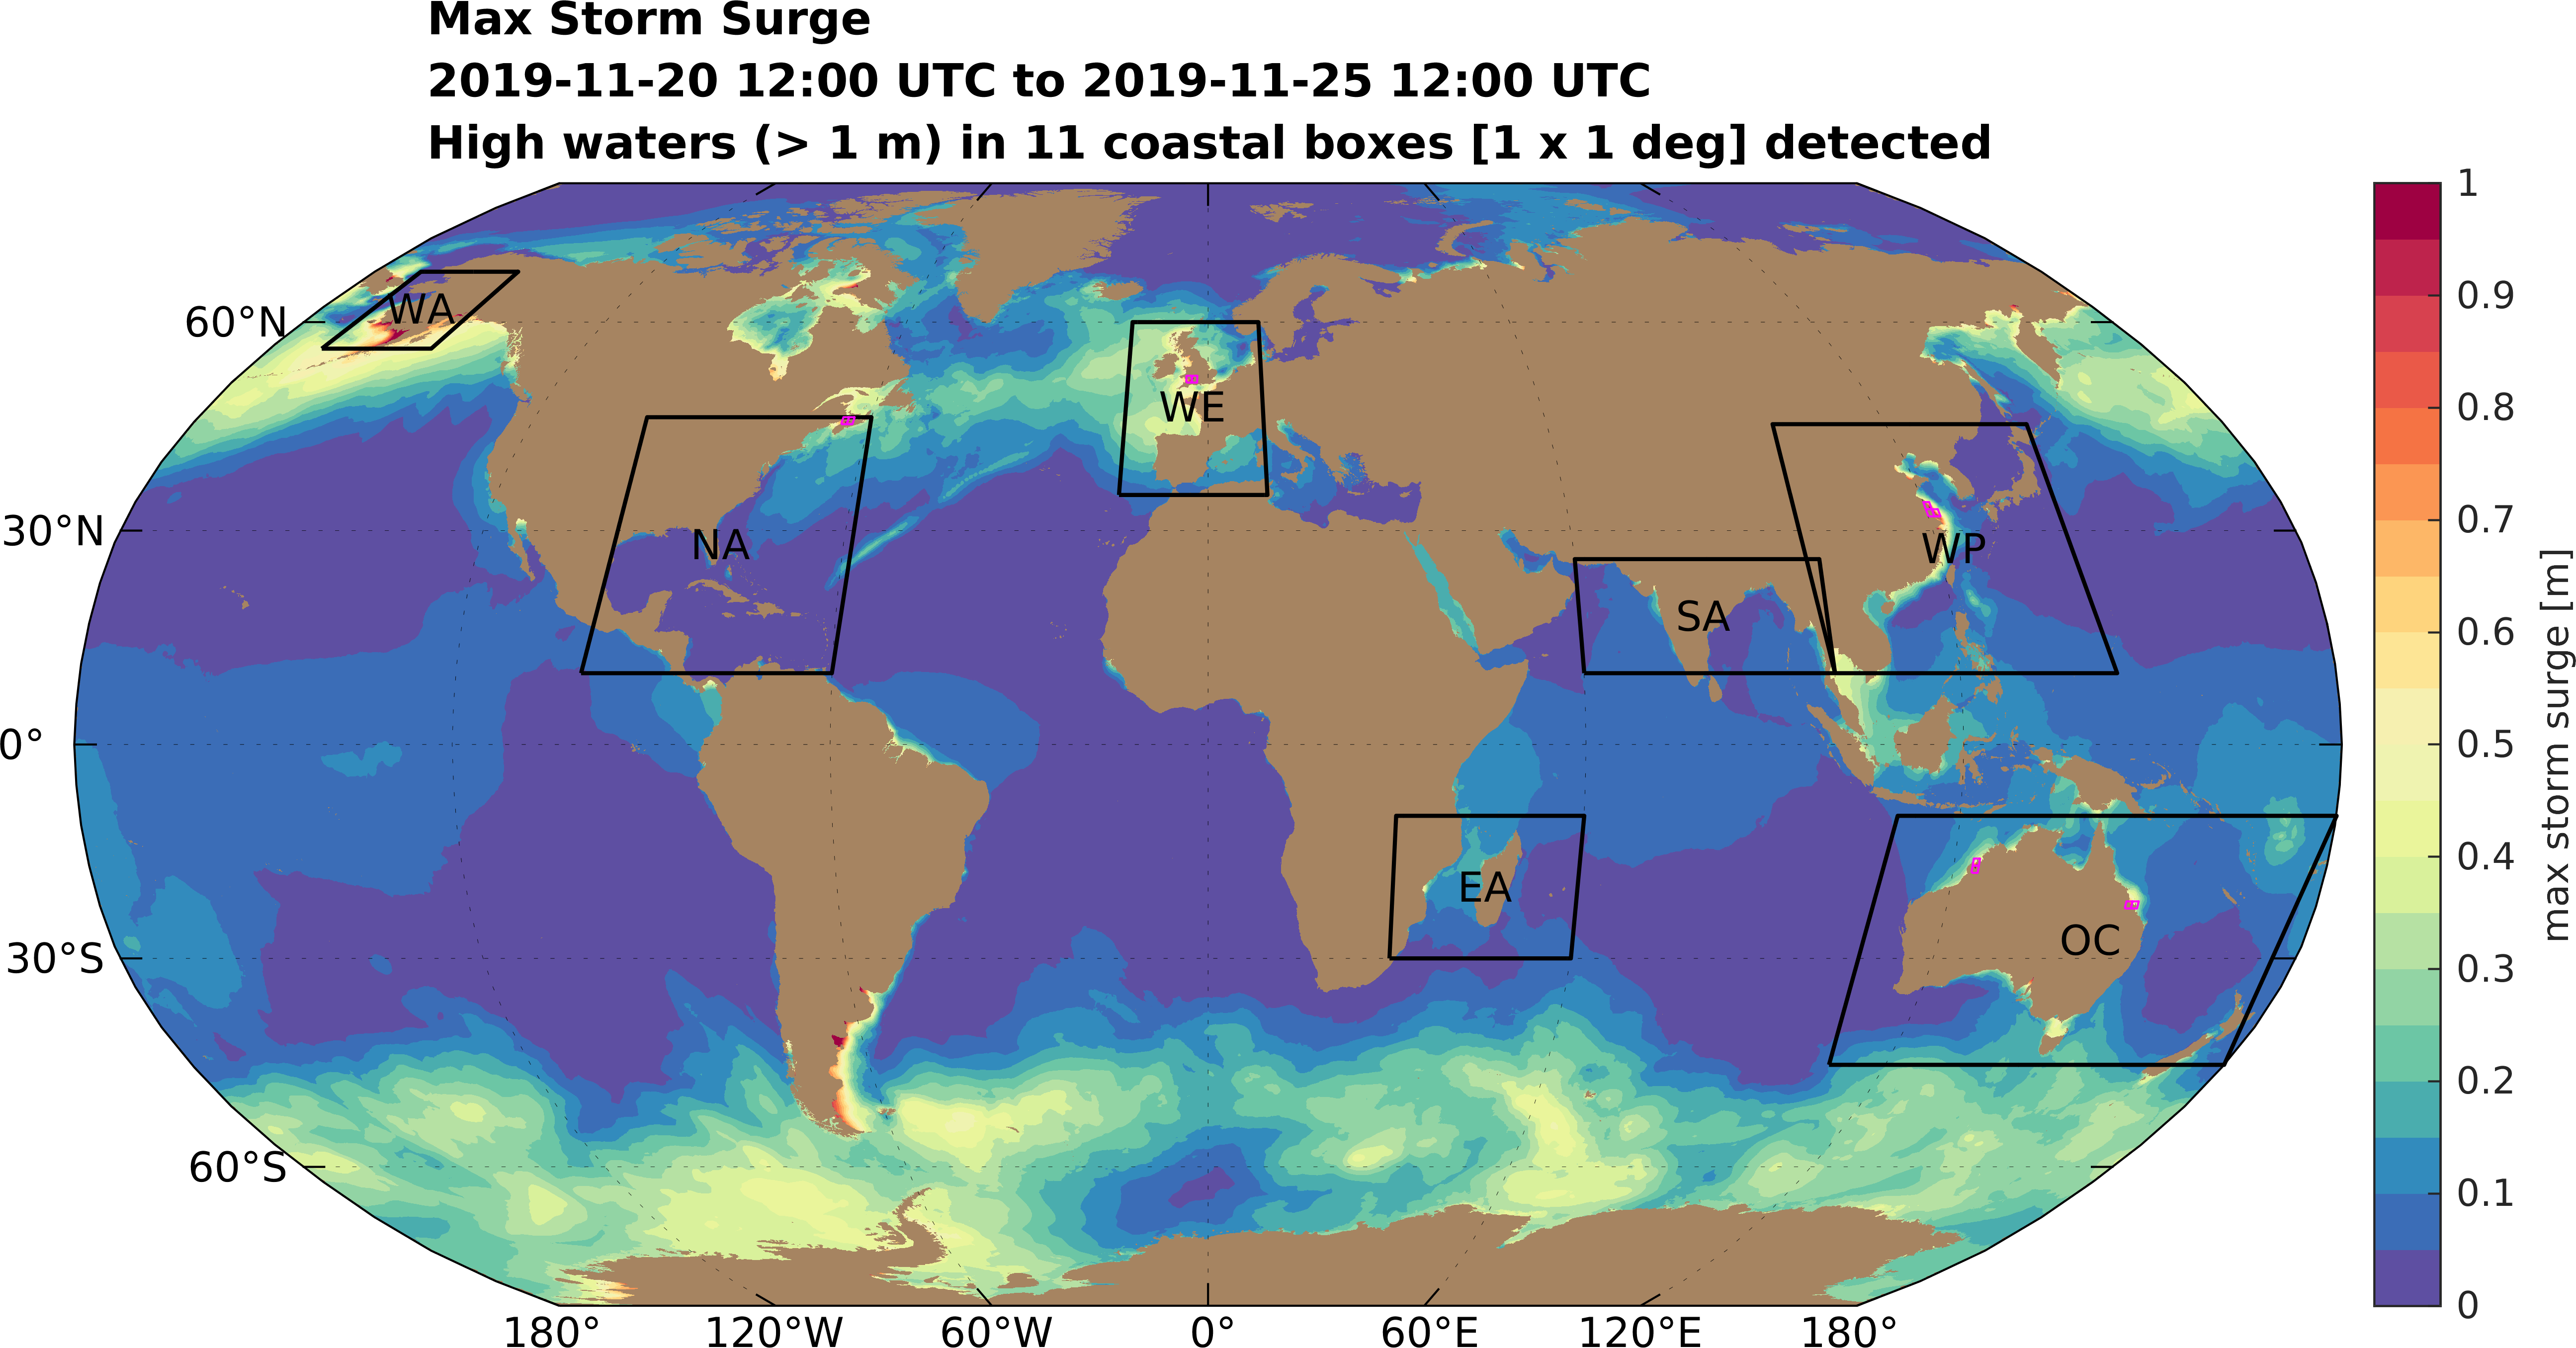 Max Storm Surge
2019-11-20 12:00 UTC to 2019-11-25 12:00 UTC
High waters (> 1 m) in 11 coastal boxes [1 x 1 deg] detected
60°N
30°N
0°
30°S
60°S
WA
NA
WE
SA
WP
EA
OC
180°
120°W
60°W
0°
60°E
120°E
180°
1
0.9
0.8
0.7
0.6
0.5
0.4
0.3
0.2
0.1
0
max storm surge [m]